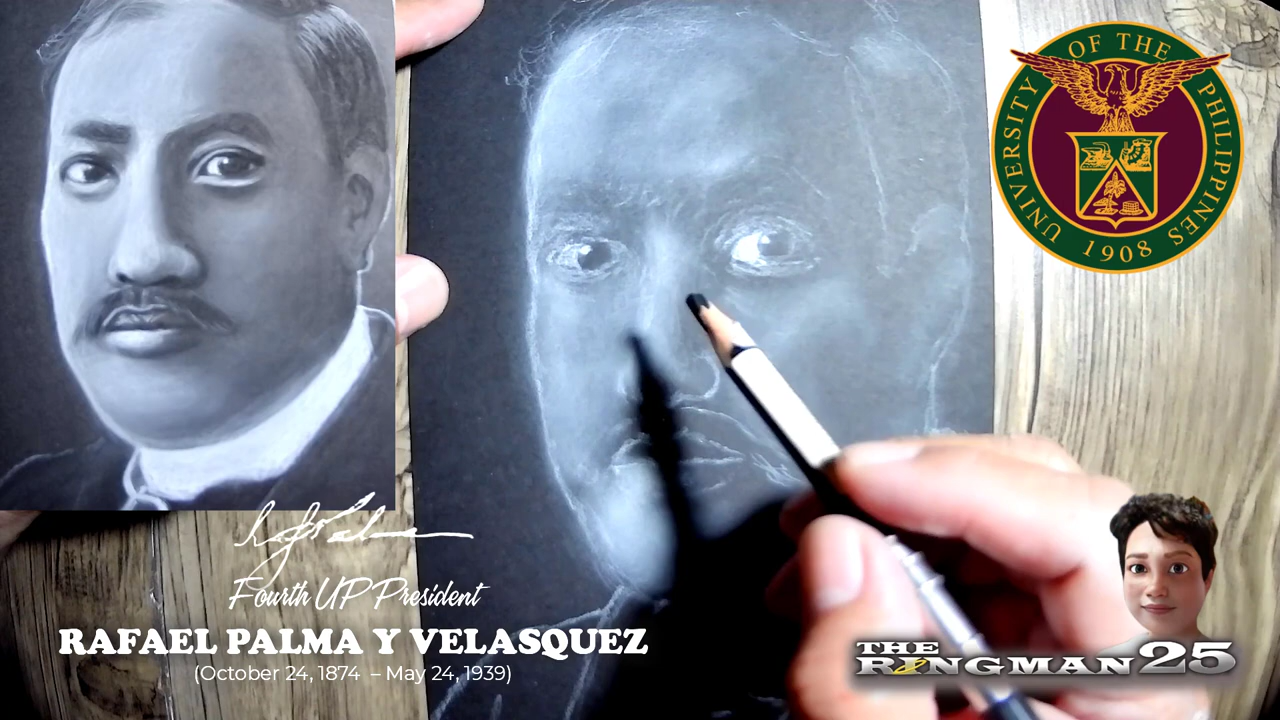 UNIVERSITY OF THE PHILIPPINES
1908
Fourth UP President
RAFAEL PALMA Y VELASQUEZ
(October 24, 1874 – May 24, 1939)
THE
RINGMAN 25